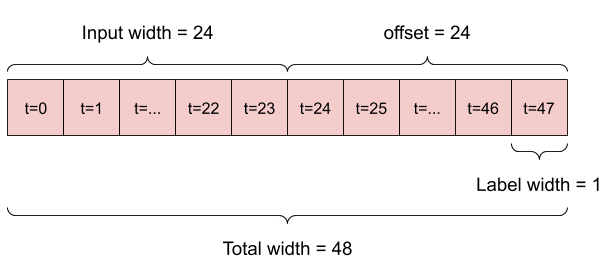 Input width = 24
offset = 24
t=0 t=1 t=... t=22 t=23 t=24 t=25 t=... t=46 t=47
Label width = 1
Total width = 48